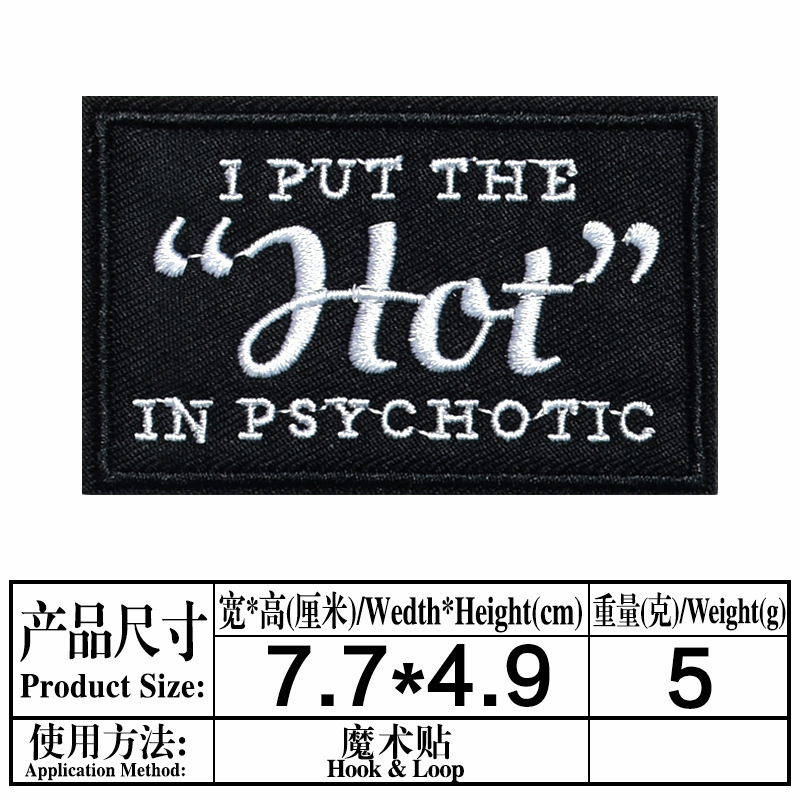 I PUT THE
“Hot”
IN PSYCHOTIC
产品尺寸
Product Size:
宽*高(厘米)/Wedth*Height(cm)
重量(克)/Weight(g)
7.7*4.9
5
使用方法:
Application Method:
魔术贴
Hook & Loop